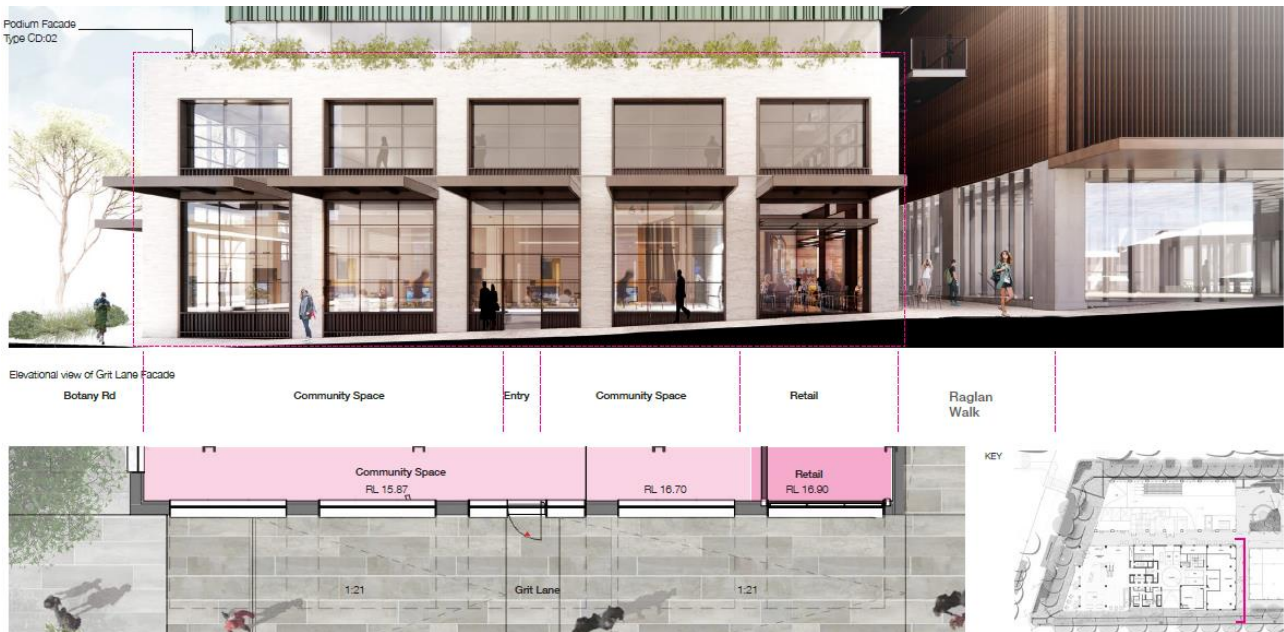 Podium Facade
Type CD:02
Elevational view of Grit Lane Facade
Botany Rd
Community Space
Entry
Community Space
Retail
Raglan
Walk
KEY
Community Space
RL 15.87
RL 16.70
Retail
RL 16.90
1:21
Grit Lane
1:21